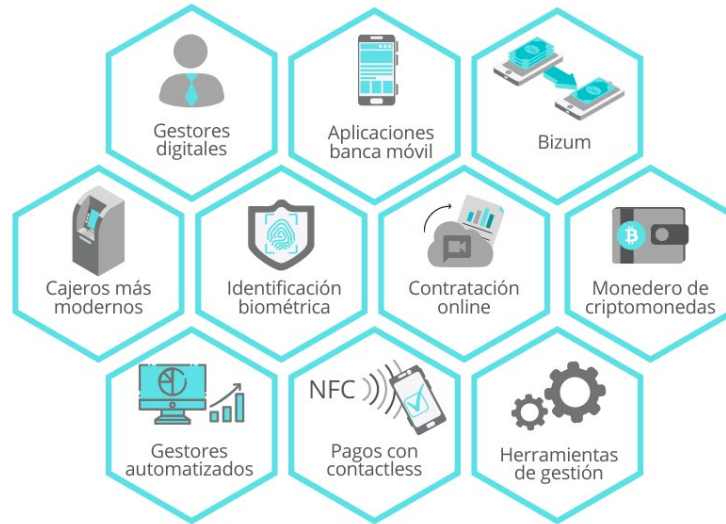 Gestores
digitales
Aplicaciones
banca móvil
Bizum
Cajeros más
modernos
Identificación
biométrica
Contratación
online
Monedero de
criptomonedas
Gestores
automatizados
NFC
Pagos con
contactless
Herramientas
de gestión